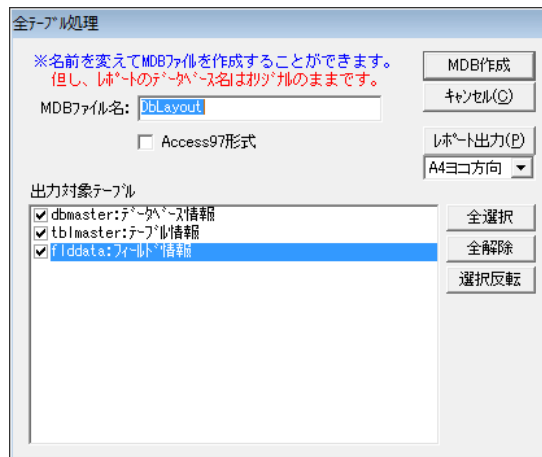 全ﾃｰﾌﾞﾙ処理
※名前を変えてMDBﾌｧｲﾙを作成することができます。
但し、ﾚﾎﾟｰﾄのﾃﾞｰﾀﾍﾞｰｽ名はｵﾘｼﾞﾅﾙのままです。
MDB作成
MDBﾌｧｲﾙ名: DbLayout
ｷｬﾝｾﾙ(C)
Access97形式
ﾚﾎﾟｰﾄ出力(P)
A4ヨコ方向
出力対象ﾃｰﾌﾞﾙ
dbmaster:ﾃﾞｰﾀﾍﾞｰｽ情報
tblmaster:ﾃｰﾌﾞﾙ情報
flddata:ﾌｨｰﾙﾄﾞ情報
全選択
全解除
選択反転